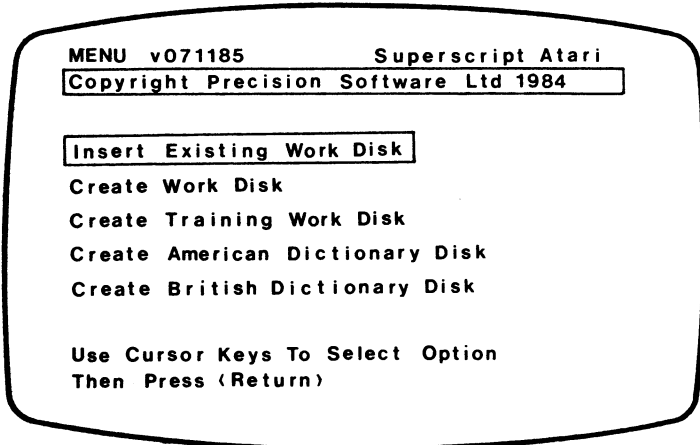 MENU v071185 Superscript Atari
Copyright Precision Software Ltd 1984
Insert Existing Work Disk
Create Work Disk
Create Training Work Disk
Create American Dictionary Disk
Create British Dictionary Disk
Use Cursor Keys To Select Option
Then Press ‹Return›